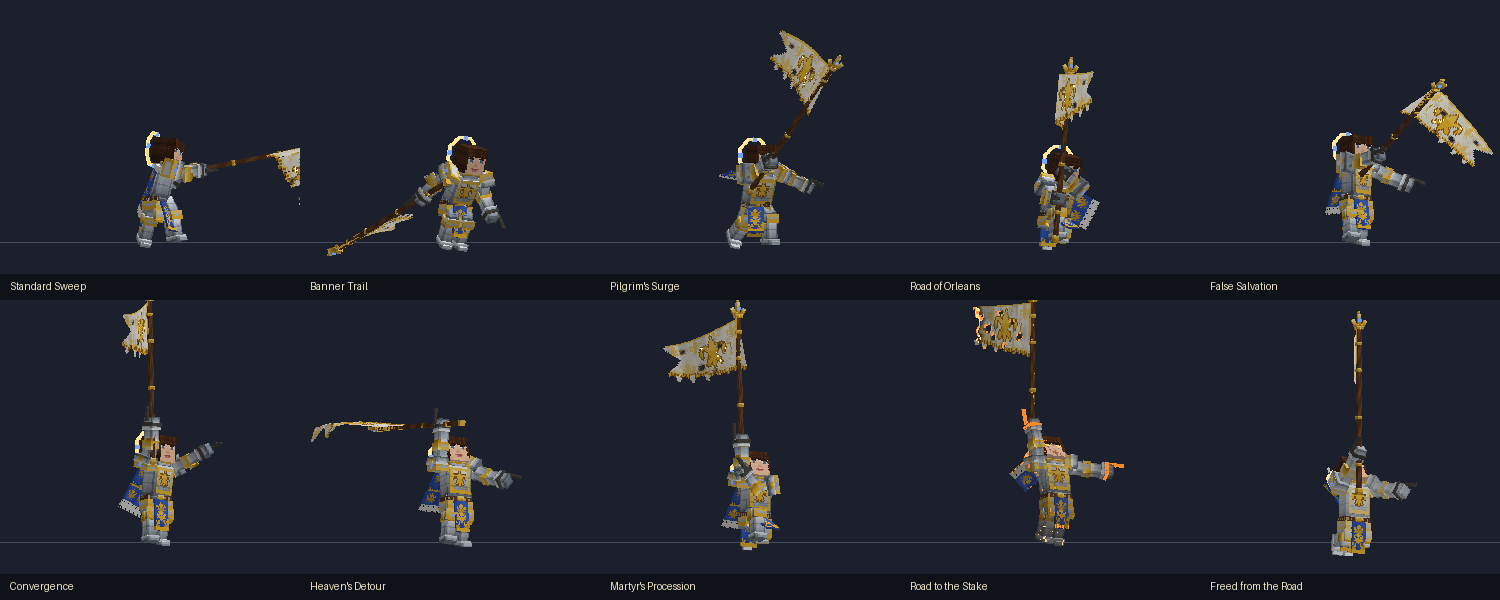 Standard Sweep
Banner Trail
Pilgrim's Surge
Road of Orleans
False Salvation
Convergence
Heaven's Detour
Martyr's Procession
Road to the Stake
Freed from the Road